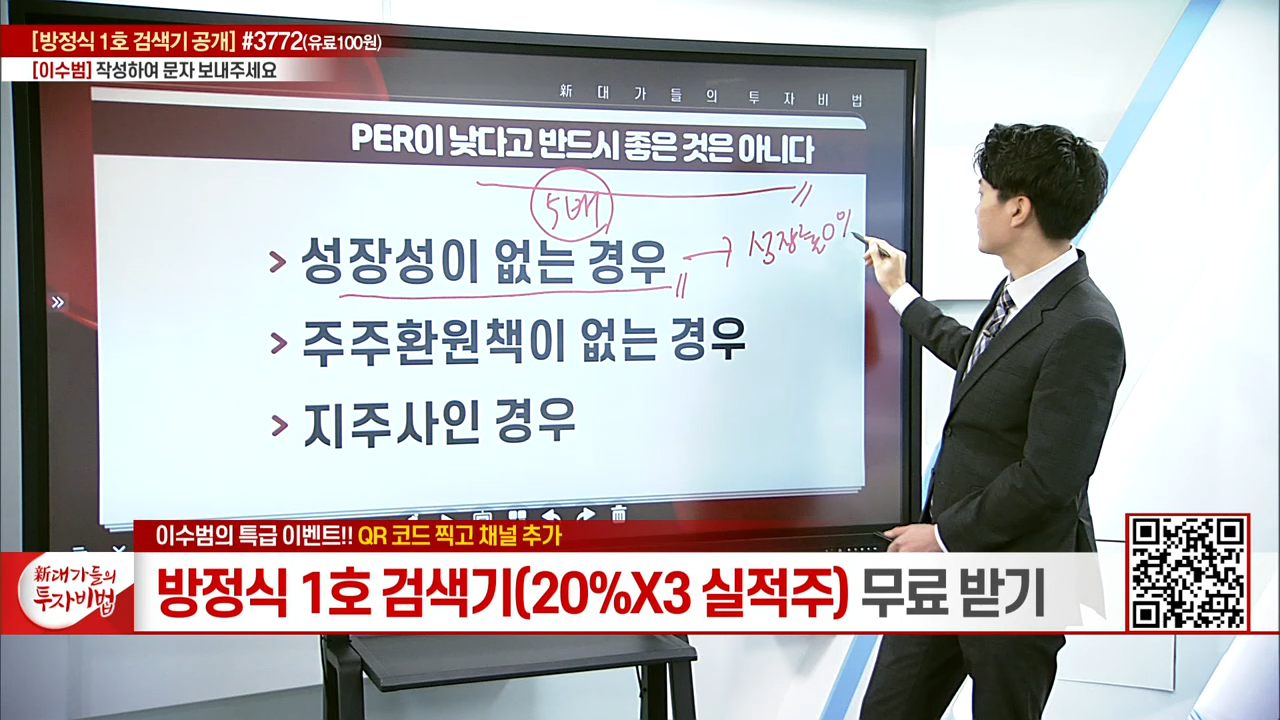 [방정식 1호 검색기 공개] #3772(유료100원)
[이수범] 작성하여 문자 보내주세요
新 대 가 들 의 투 자 비 법
PER이 낮다고 반드시 좋은 것은 아니다
5배
> 성장성이 없는 경우 → 성장률 0%
> 주주환원책이 없는 경우
> 지주사인 경우
이수범의 특급 이벤트!! QR 코드 찍고 채널 추가
新대가들의
투자비법
방정식 1호 검색기(20%X3 실적주) 무료 받기